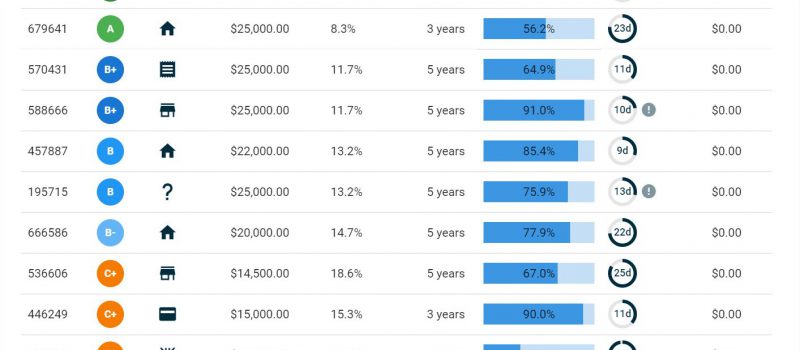 679641 A $25,000.00 8.3% 3 years 56.2% 23d $0.00
570431 B+ $25,000.00 11.7% 5 years 64.9% 11d $0.00
588666 B+ $25,000.00 11.7% 5 years 91.0% 10d ! $0.00
457887 B $22,000.00 13.2% 5 years 85.4% 9d $0.00
195715 B ? $25,000.00 13.2% 5 years 75.9% 13d ! $0.00
666586 B- $20,000.00 14.7% 5 years 77.9% 22d $0.00
536606 C+ $14,500.00 18.6% 5 years 67.0% 25d $0.00
446249 C+ $15,000.00 15.3% 3 years 90.0% 11d $0.00